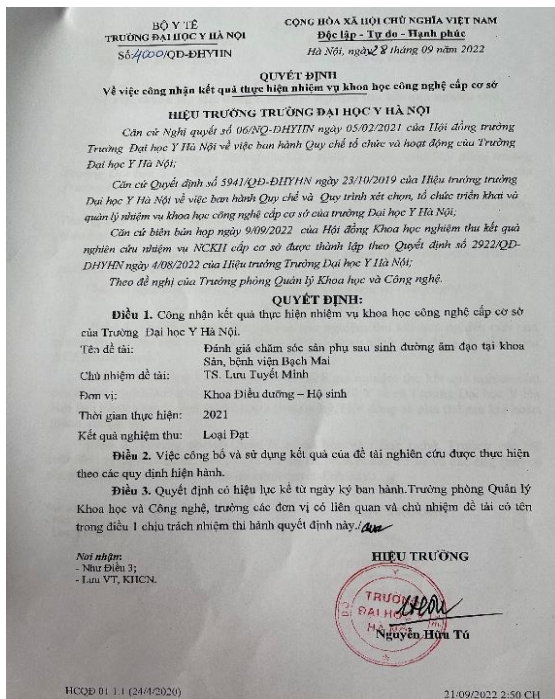 BỘ Y TẾ
TRƯỜNG ĐẠI HỌC Y HÀ NỘI
Số:4000/QĐ-ĐHYHN
CỘNG HÒA XÃ HỘI CHỦ NGHĨA VIỆT NAM
Độc lập - Tự do - Hạnh phúc
Hà Nội, ngày 28 tháng 09 năm 2022
QUYẾT ĐỊNH
Về việc công nhận kết quả thực hiện nhiệm vụ khoa học công nghệ cấp cơ sở
HIỆU TRƯỞNG TRƯỜNG ĐẠI HỌC Y HÀ NỘI
Căn cứ Nghị quyết số 06/NQ-ĐHYHN ngày 05/02/2021 của Hội đồng trường
Trường Đại học Y Hà Nội về việc ban hành Quy chế tổ chức và hoạt động của Trường
Đại học Y Hà Nội;
Căn cứ Quyết định số 5941/QĐ-ĐHYHN ngày 23/10/2019 của Hiệu trưởng trường
Đại học Y Hà Nội về việc ban hành Quy chế và Quy trình xét chọn, tổ chức triển khai và
quản lý nhiệm vụ khoa học công nghệ cấp cơ sở của trường Đại học Y Hà Nội;
Căn cứ biên bản họp ngày 9/09/2022 của Hội đồng Khoa học nghiệm thu kết quả
nghiên cứu nhiệm vụ NCKH cấp cơ sở được thành lập theo Quyết định số 2922/QĐ-
ĐHYHN ngày 4/08/2022 của Hiệu trưởng Trường Đại học Y Hà Nội;
Theo đề nghị của Trưởng phòng Quản lý Khoa học và Công nghệ.
QUYẾT ĐỊNH:
Điều 1. Công nhận kết quả thực hiện nhiệm vụ khoa học công nghệ cấp cơ sở
của Trường Đại học Y Hà Nội.
Tên đề tài: Đánh giá chăm sóc sản phụ sau sinh đường âm đạo tại khoa
Sản, bệnh viện Bạch Mai
Chủ nhiệm đề tài: TS. Lưu Tuyết Minh
Đơn vị: Khoa Điều dưỡng – Hộ sinh
Thời gian thực hiện: 2021
Kết quả nghiệm thu: Loại Đạt
Điều 2. Việc công bố và sử dụng kết quả của đề tài nghiên cứu được thực hiện
theo các quy định hiện hành.
Điều 3. Quyết định có hiệu lực kể từ ngày ký ban hành.Trưởng phòng Quản lý
Khoa học và Công nghệ, trưởng các đơn vị có liên quan và chủ nhiệm đề tài có tên
trong điều 1 chịu trách nhiệm thi hành quyết định này./.
Nơi nhận:
- Như Điều 3;
- Lưu VT, KHCN.
HIỆU TRƯỞNG
TRƯỜNG
ĐẠI HỌC
HÀ NỘI
Nguyễn Hữu Tú
HCQĐ 01.1.1 (24/4/2020)
21/09/2022 2:50 CH